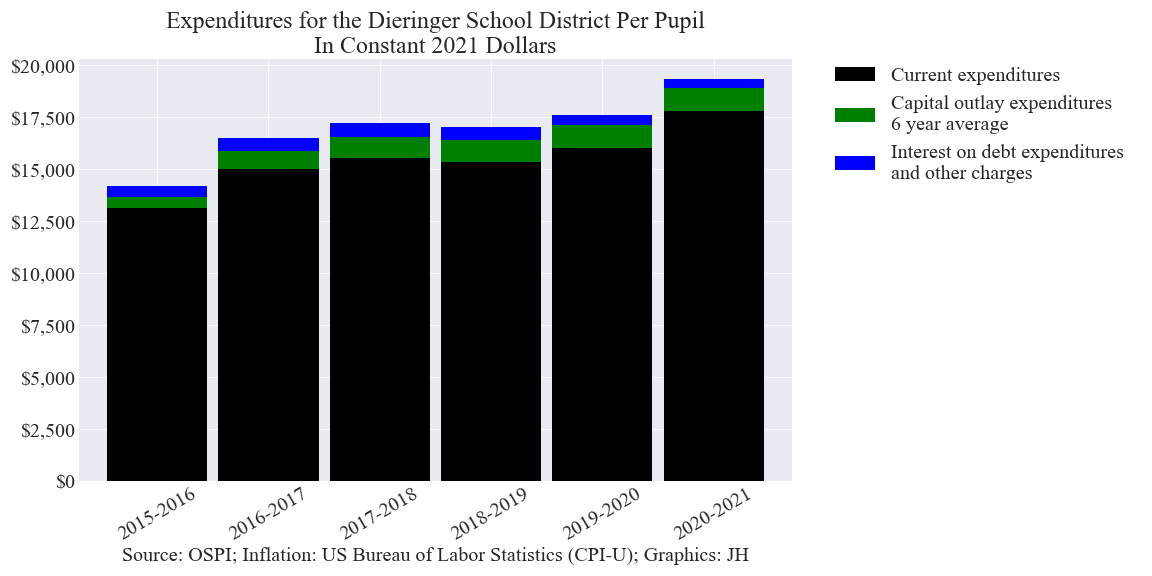 Expenditures for the Dieringer School District Per Pupil
In Constant 2021 Dollars
$20,000
$17,500
$15,000
$12,500
$10,000
$7,500
$5,000
$2,500
$0
2015-2016
2016-2017
2017-2018
2018-2019
2019-2020
2020-2021
Source: OSPI; Inflation: US Bureau of Labor Statistics (CPI-U); Graphics: JH
Current expenditures
Capital outlay expenditures
6 year average
Interest on debt expenditures
and other charges